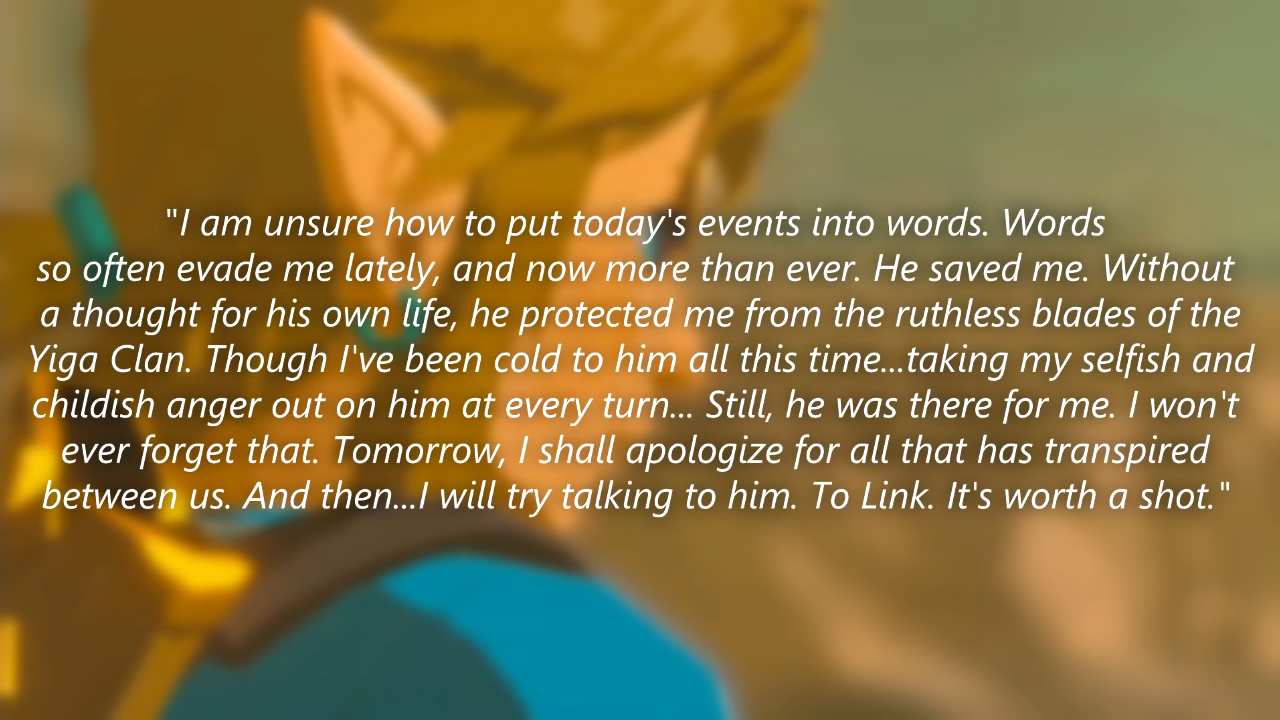 "I am unsure how to put today's events into words. Words
so often evade me lately, and now more than ever. He saved me. Without
a thought for his own life, he protected me from the ruthless blades of the
Yiga Clan. Though I've been cold to him all this time...taking my selfish and
childish anger out on him at every turn... Still, he was there for me. I won't
ever forget that. Tomorrow, I shall apologize for all that has transpired
between us. And then...I will try talking to him. To Link. It's worth a shot."